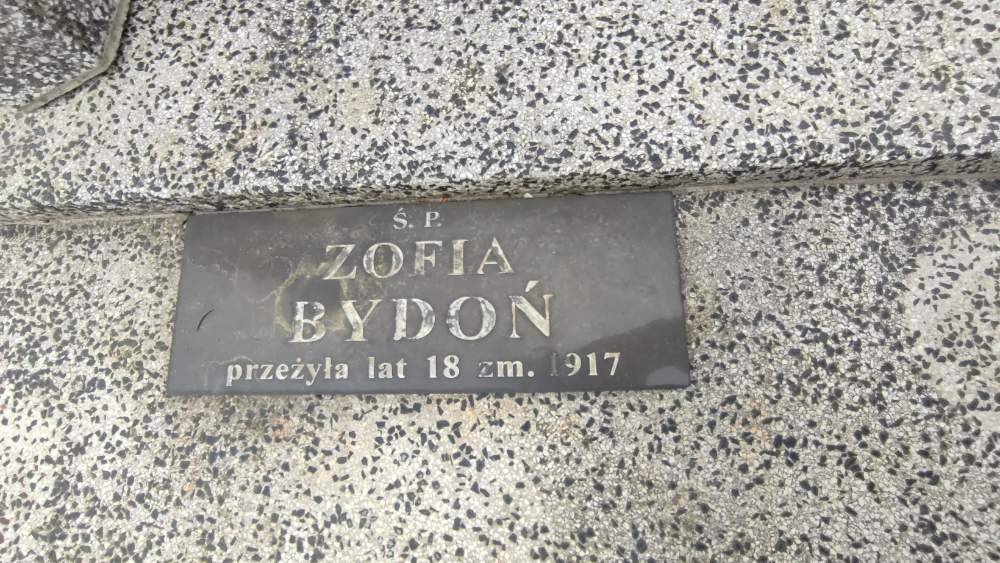 Ś. P.
ZOFIA
BYDOŃ
przeżyła lat 18 zm. 1917